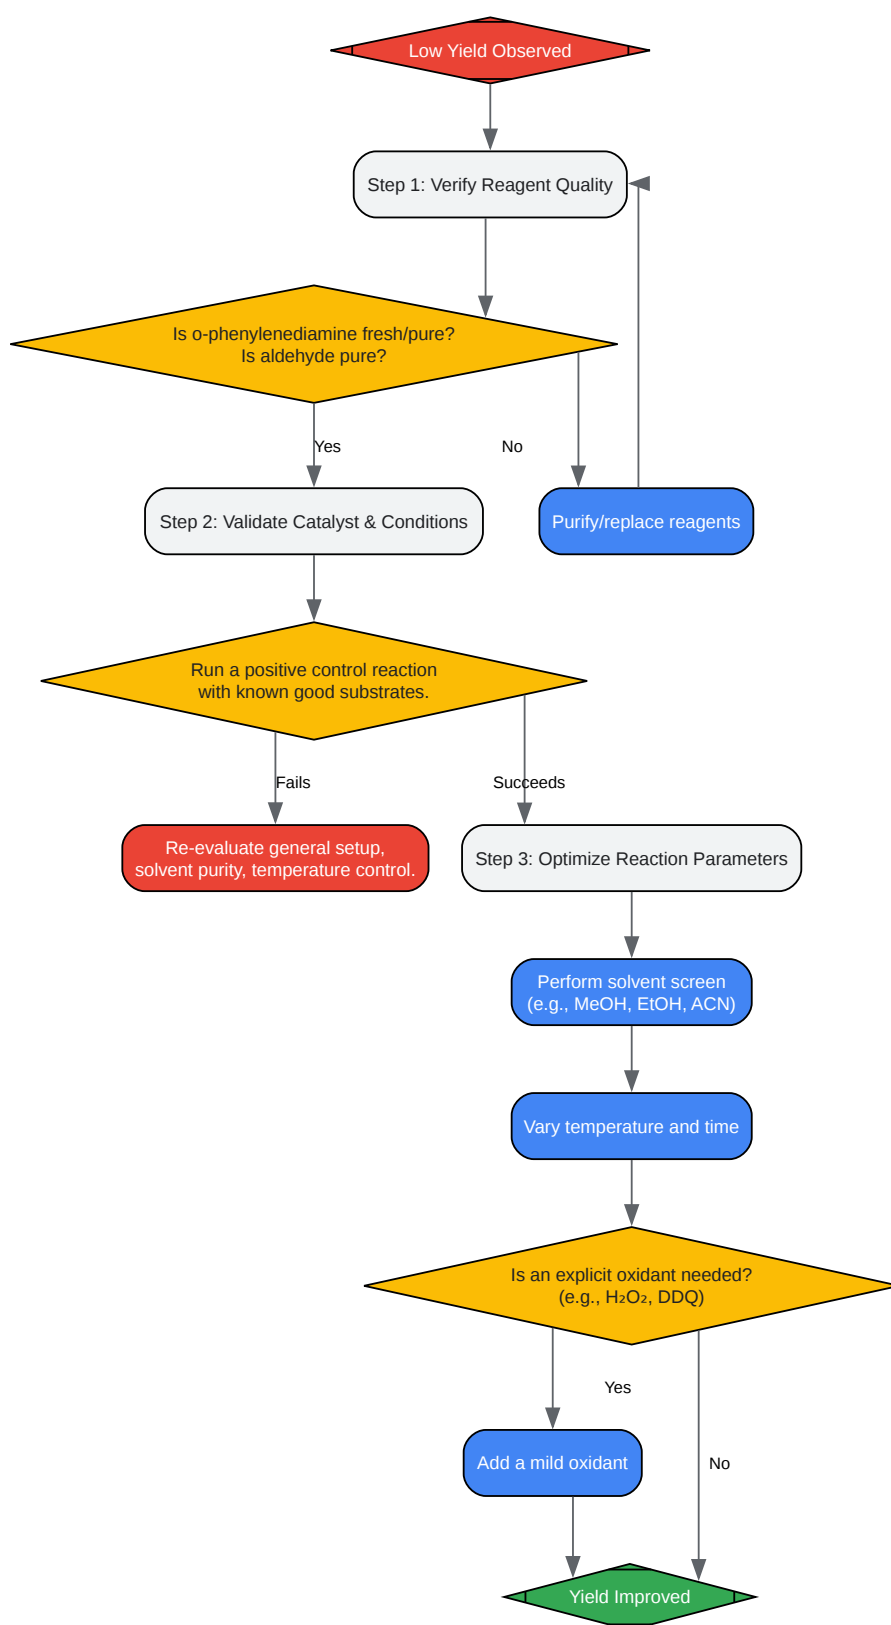 Low Yield Observed
Step 1: Verify Reagent Quality
Is o-phenylenediamine fresh/pure?
Is aldehyde pure?
Yes
No
Step 2: Validate Catalyst & Conditions
Purify/replace reagents
Run a positive control reaction
with known good substrates.
Fails
Succeeds
Re-evaluate general setup,
solvent purity, temperature control.
Step 3: Optimize Reaction Parameters
Perform solvent screen
(e.g., MeOH, EtOH, ACN)
Vary temperature and time
Is an explicit oxidant needed?
(e.g., H₂O₂, DDQ)
Yes
Add a mild oxidant
No
Yield Improved